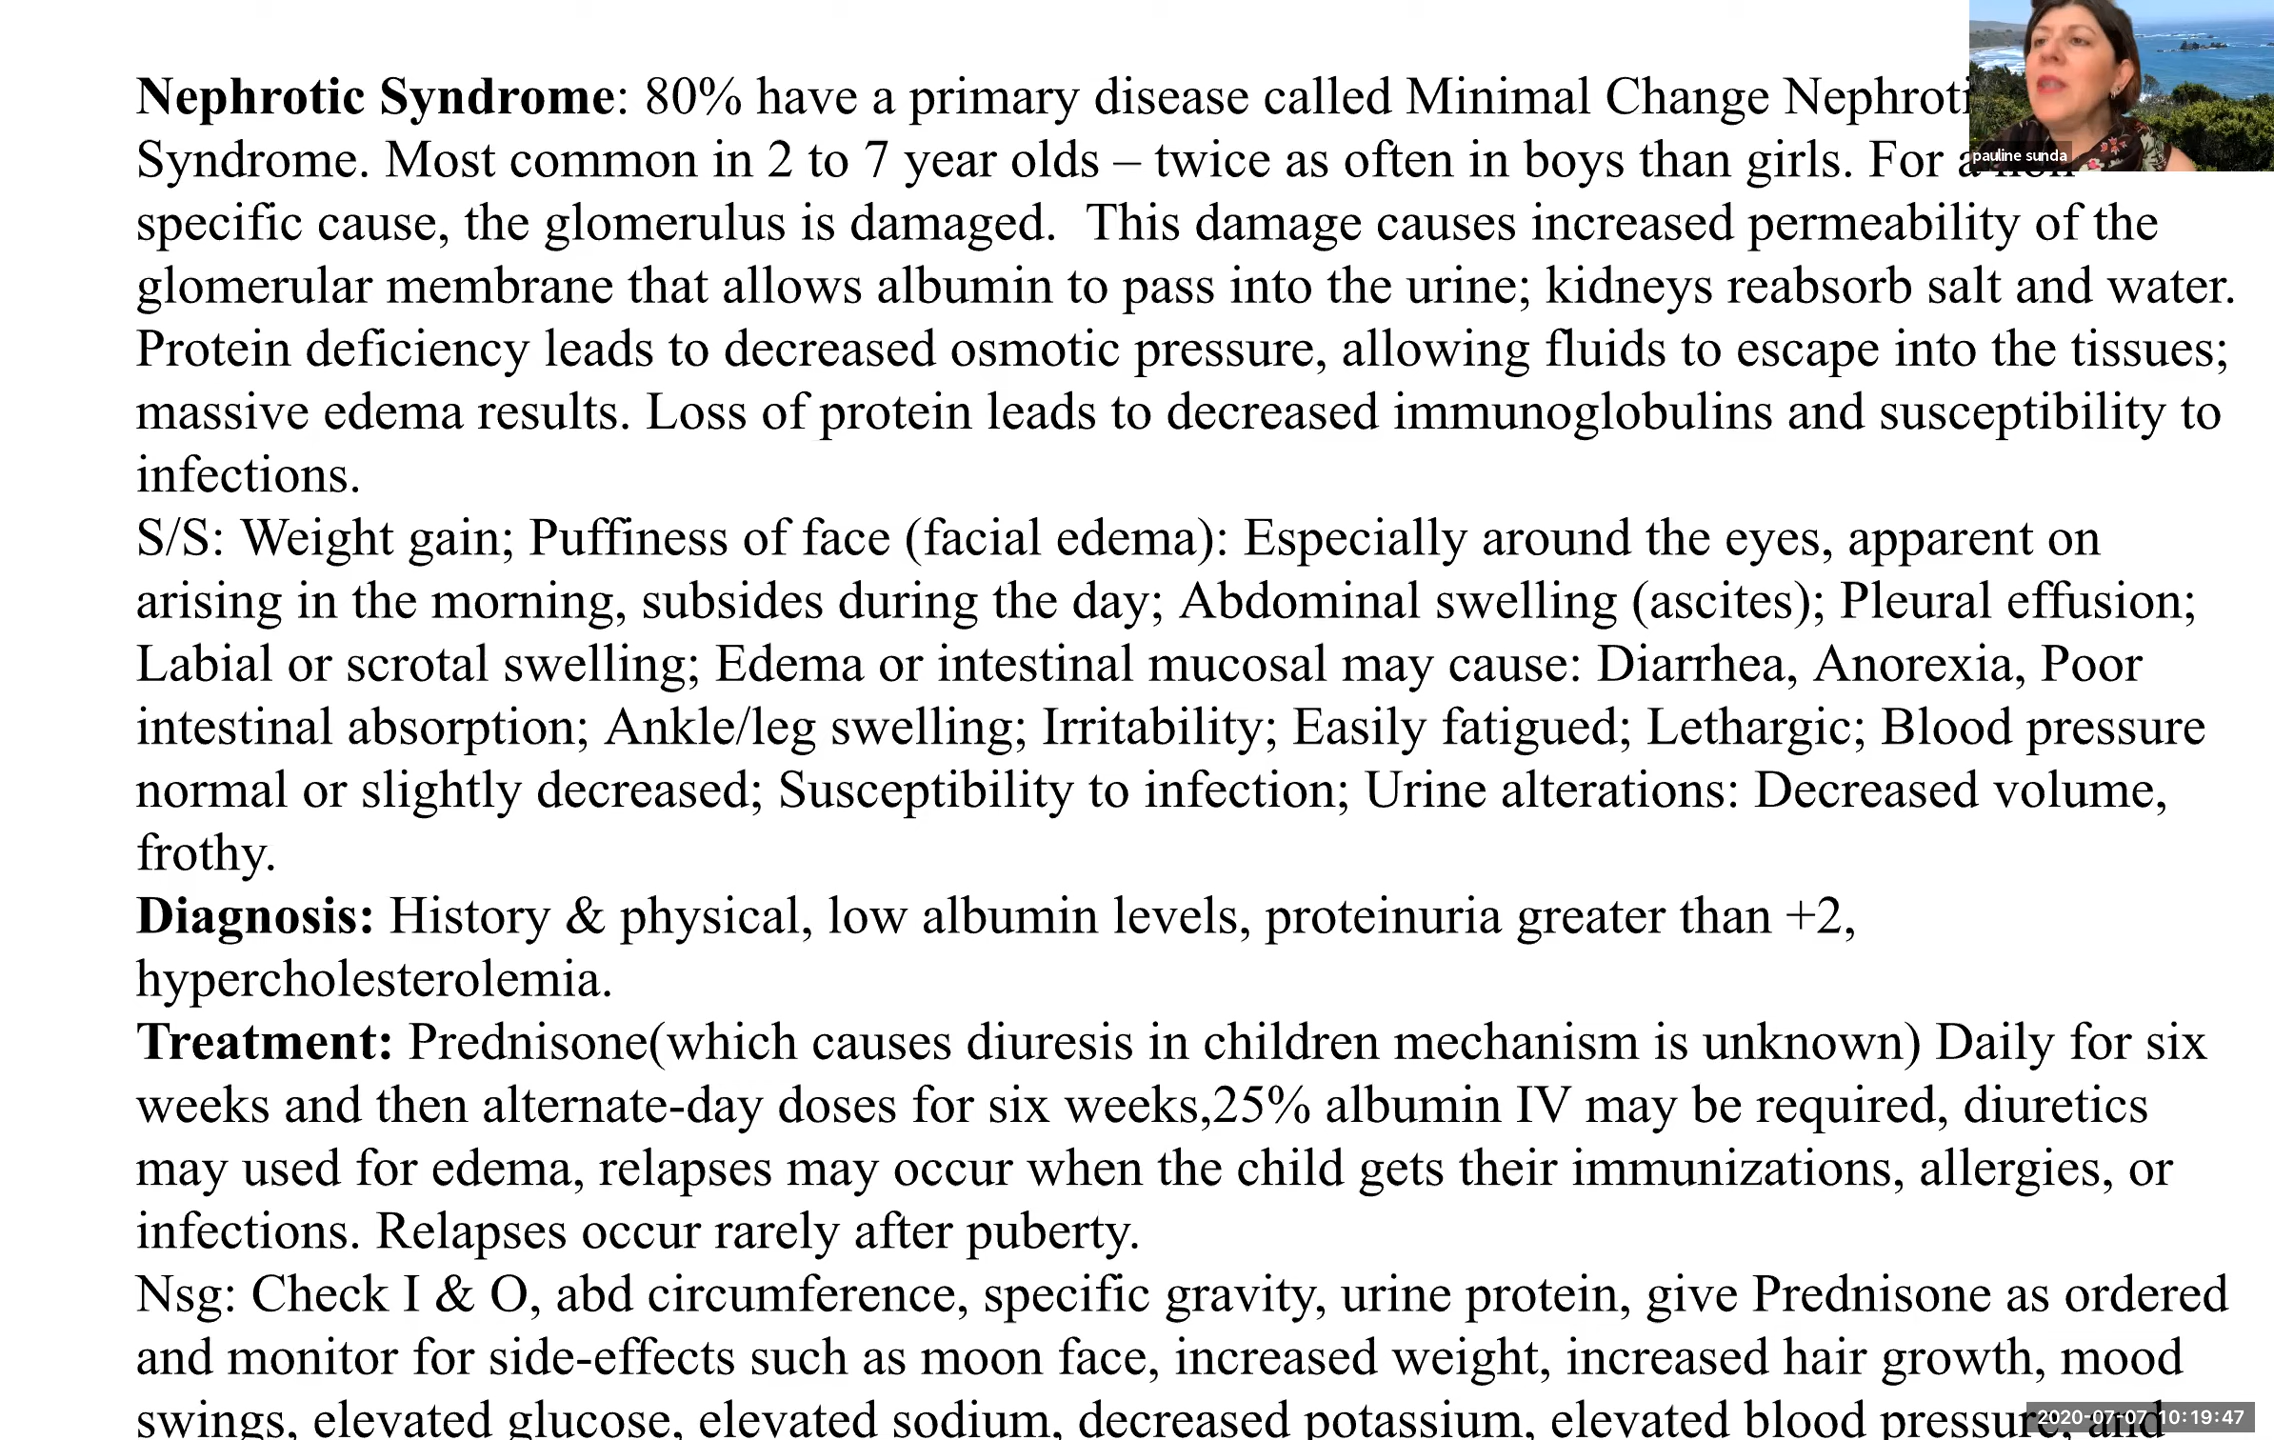 Nephrotic Syndrome: 80% have a primary disease called Minimal Change Nephroti
Syndrome. Most common in 2 to 7 year olds – twice as often in boys than girls. For a non
pauline sunda
specific cause, the glomerulus is damaged.  This damage causes increased permeability of the
glomerular membrane that allows albumin to pass into the urine; kidneys reabsorb salt and water.
Protein deficiency leads to decreased osmotic pressure, allowing fluids to escape into the tissues;
massive edema results. Loss of protein leads to decreased immunoglobulins and susceptibility to
infections.
S/S: Weight gain; Puffiness of face (facial edema): Especially around the eyes, apparent on
arising in the morning, subsides during the day; Abdominal swelling (ascites); Pleural effusion;
Labial or scrotal swelling; Edema or intestinal mucosal may cause: Diarrhea, Anorexia, Poor
intestinal absorption; Ankle/leg swelling; Irritability; Easily fatigued; Lethargic; Blood pressure
normal or slightly decreased; Susceptibility to infection; Urine alterations: Decreased volume,
frothy.
Diagnosis: History & physical, low albumin levels, proteinuria greater than +2,
hypercholesterolemia.
Treatment: Prednisone(which causes diuresis in children mechanism is unknown) Daily for six
weeks and then alternate-day doses for six weeks,25% albumin IV may be required, diuretics
may used for edema, relapses may occur when the child gets their immunizations, allergies, or
infections. Relapses occur rarely after puberty.
Nsg: Check I & O, abd circumference, specific gravity, urine protein, give Prednisone as ordered
and monitor for side-effects such as moon face, increased weight, increased hair growth, mood
swings, elevated glucose, elevated sodium, decreased potassium, elevated blood pressure, and
2020-07-07 10:19:47